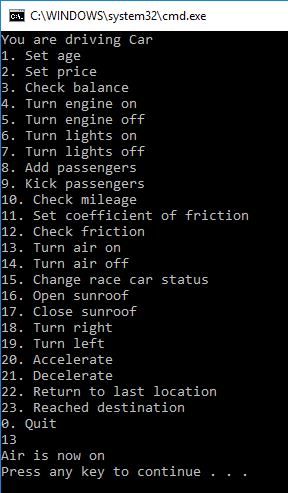 C:\WINDOWS\system32\cmd.exe
You are driving Car
1. Set age
2. Set price
3. Check balance
4. Turn engine on
5. Turn engine off
6. Turn lights on
7. Turn lights off
8. Add passengers
9. Kick passengers
10. Check mileage
11. Set coefficient of friction
12. Check friction
13. Turn air on
14. Turn air off
15. Change race car status
16. Open sunroof
17. Close sunroof
18. Turn right
19. Turn left
20. Accelerate
21. Decelerate
22. Return to last location
23. Reached destination
0. Quit
13
Air is now on
Press any key to continue . . .